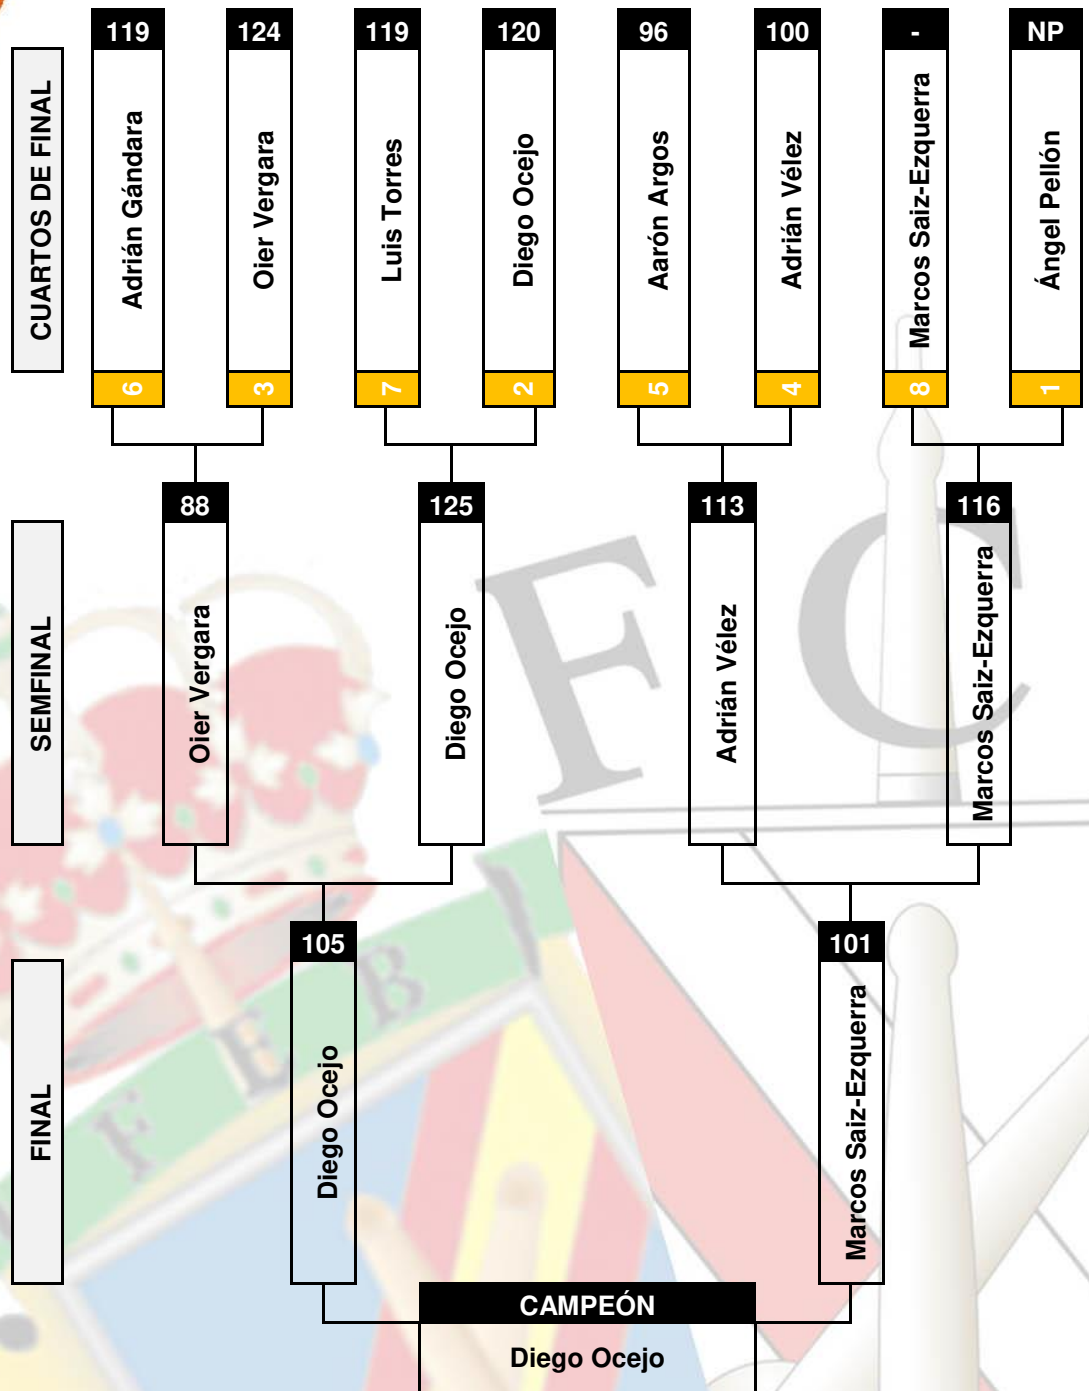 119
124
119
120
96
100
-
NP
CUARTOS DE FINAL
Adrián Gándara
Oier Vergara
Luis Torres
Diego Ocejo
Aarón Argos
Adrián Vélez
Marcos Saiz-Ezquerra
Ángel Pellón
6
3
7
2
5
4
8
1
88
125
113
116
SEMFINAL
Oier Vergara
Diego Ocejo
Adrián Vélez
Marcos Saiz-Ezquerra
F C
105
101
FINAL
Diego Ocejo
Marcos Saiz-Ezquerra
F E B
CAMPEÓN
Diego Ocejo